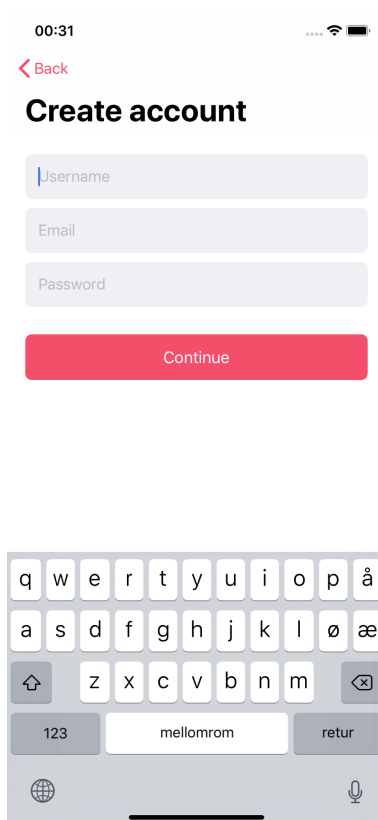 00:31
Back
Create account
Username
Email
Password
Continue
q w e r t y u i o p å
a s d f g h j k l ø æ
z x c v b n m
123 mellomrom retur